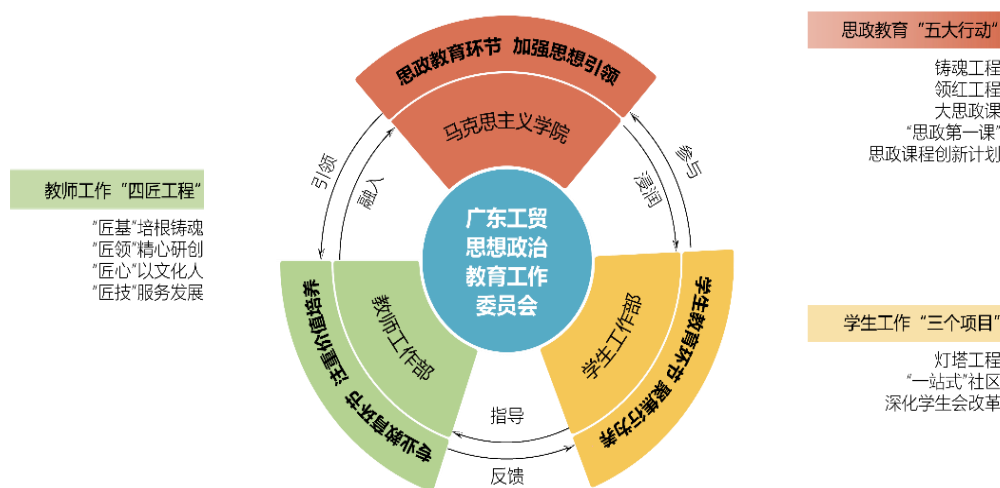 思政教育环节 加强思想引领
马克思主义学院
引领
融入
参与
浸润
广东工贸
思想政治
教育工作
委员会
专业教育环节 注重价值培养
教师工作部
学生工作部
学生教育环节 聚焦行为养
指导
反馈
教师工作“四匠工程“
“匠基“培根铸魂
“匠领“精心研创
“匠心“以文化人
“匠技“服务发展
思政教育“五大行动“
铸魂工程
领红工程
大思政课
“思政第一课“
思政课程创新计划
学生工作“三个项目“
灯塔工程
“一站式“社区
深化学生会改革